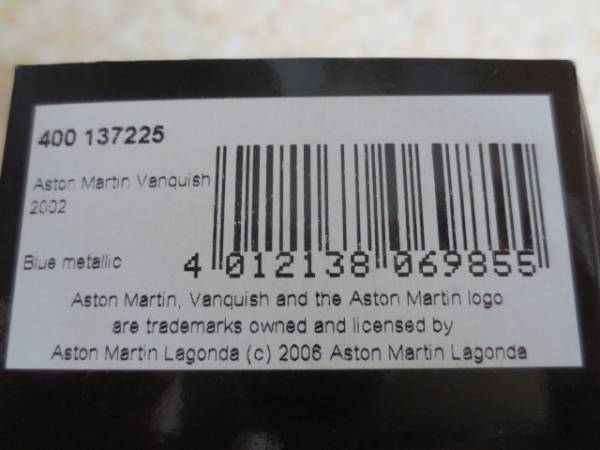 400 137225
Aston Martin Vanquish
2002
Blue metallic
4 012138 069855
Aston Martin, Vanquish and the Aston Martin logo
are trademarks owned and licensed by
Aston Martin Lagonda (c) 2006 Aston Martin Lagonda